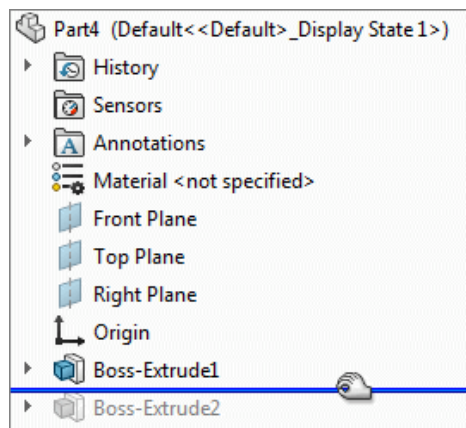 Part4 (Default<<Default>_Display State 1>)
History
Sensors
A Annotations
Material <not specified>
Front Plane
Top Plane
Right Plane
Origin
Boss-Extrude1
Boss-Extrude2